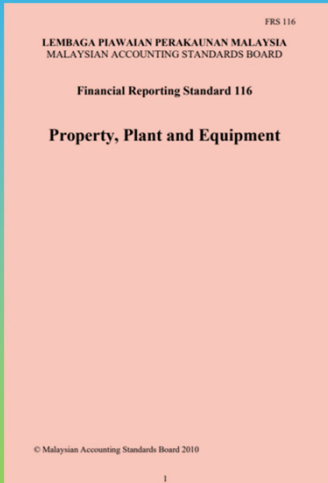 FRS 116
LEMBAGA PIAWAIAN PERAKAUNAN MALAYSIA
MALAYSIAN ACCOUNTING STANDARDS BOARD
Financial Reporting Standard 116
Property, Plant and Equipment
© Malaysian Accounting Standards Board 2010
1